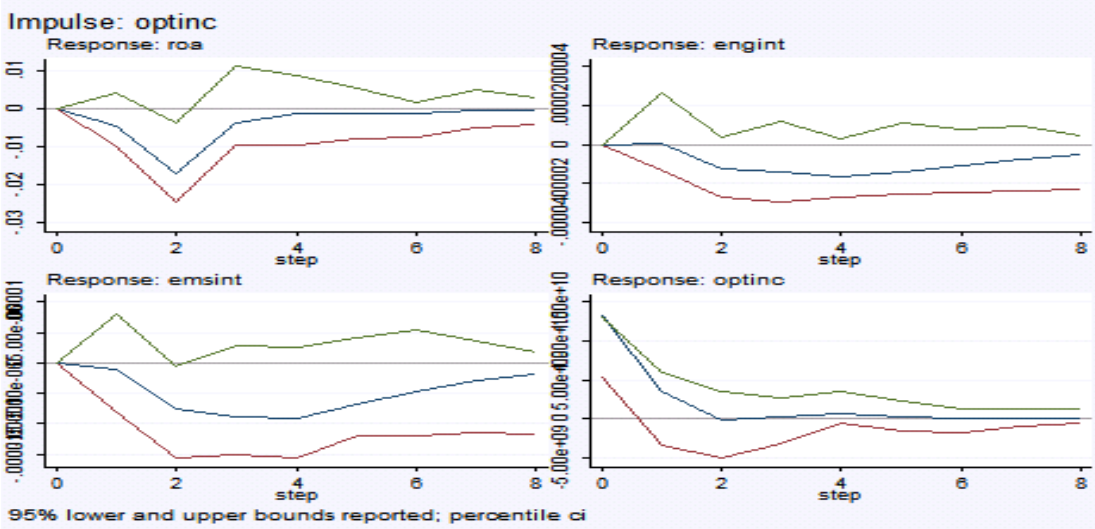 Impulse: optinc
Response: roa
Response: engint
.01
0
-.01
-.02
-.03
0
0 2 4 6 8
step
0 2 4 6 8
step
Response: emsint
Response: optinc
0 2 4 6 8
step
0 2 4 6 8
step
95% lower and upper bounds reported; percentile ci